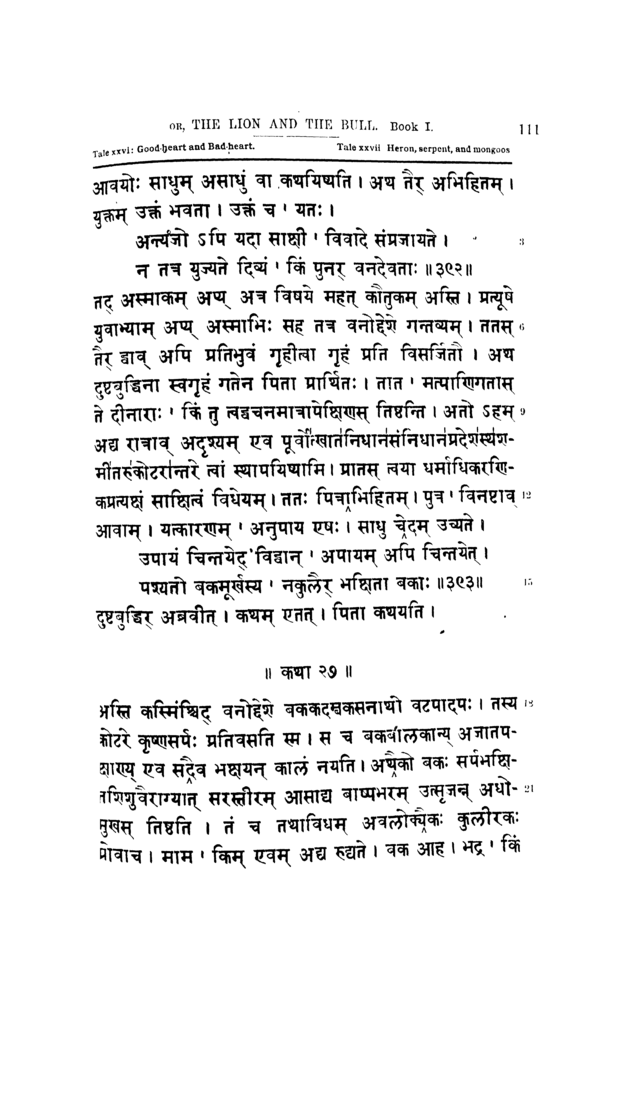 OR, THE LION AND THE BULL. Book I. 111
Tale xxvi: Good-heart and Bad-heart. Tale xxvii Heron, serpent, and mongoos
आवयोः साधुम् असाधुं वा कथयिष्यति । अथ तैर् अभिहितम् ।
युक्तम् उक्तं भवता । उक्तं च ' यतः ।
अन्त्यजो ऽपि यदा साक्षी ' विवादे संप्रजायते । 3
न तत्र युज्यते दिव्यं ' किं पुनर् वनदेवताः ॥३९२॥
तद् अस्माकम् अप्य् अत्र विषये महत् कौतुकम् अस्ति । प्रत्यूषे
युवाभ्याम् अप्य् अस्माभिः सह तत्र वनोद्देशे गन्तव्यम् । ततस् 6
तैर् द्वाव् अपि प्रतिभुवं गृहीत्वा गृहं प्रति विसर्जितौ । अथ
दुष्टबुद्धिना स्वगृहं गतेन पिता प्रार्थितः । तात ' मत्पाणिगतास्
ते दीनाराः ' किं तु त्वद्वचनमात्रापेक्षिणस् तिष्ठन्ति । अतो ऽहम् 9
अद्य रात्राव् अदृश्यम् एव पूर्वोत्खातनिधानसंनिधानप्रदेशस्थश-
मीतरुकोटरान्तरे त्वां स्थापयिष्यामि । प्रातस् त्वया धर्माधिकरणि-
कप्रत्यक्षं साक्षित्वं विधेयम् । ततः पित्राभिहितम् । पुत्र ' विनष्टाव् 12
आवाम् । यत्कारणम् ' अनुपाय एषः । साधु चेदम् उच्यते ।
उपायं चिन्तयेद् विद्वान् ' अपायम् अपि चिन्तयेत् ।
पश्यतो बकमूर्खस्य ' नकुलैर् भक्षिता बकाः ॥३९३॥ 15
दुष्टबुद्धिर् अब्रवीत् । कथम् एतत् । पिता कथयति ।
॥ कथा २७ ॥
अस्ति कस्मिंश्चिद् वनोद्देशे बककदम्बकसनाथो वटपादपः । तस्य 18
कोटरे कृष्णसर्पः प्रतिवसति स्म । स च बकबालकान्य् अजातप-
क्षाण्य् एव सदैव भक्षयन् कालं नयति । अथैको बकः सर्पभक्षि-
तशिशुवैराग्यात् सरस्तीरम् आसाद्य बाष्पभरम् उत्सृजन्न् अधो- 21
मुखस् तिष्ठति । तं च तथाविधम् अवलोक्यैकः कुलीरकः
प्रोवाच । माम ' किम् एवम् अद्य रुद्यते । बक आह । भद्र ' किं